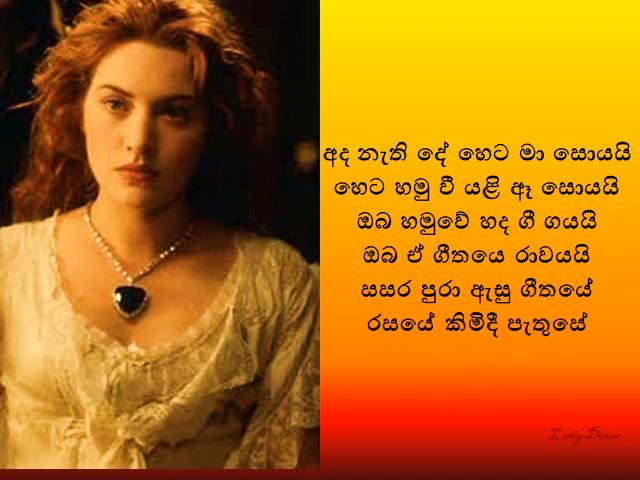 අද නැති දේ හෙට මා සොයයි
හෙට හමු වී යළි ඈ සොයයි
ඔබ හමුවේ හද ගී ගයයි
ඔබ ඒ ගීතයෙ රාවයයි
සසර පුරා ඇසු ගීතයේ
රසයේ කිමිදී පැතුසේ